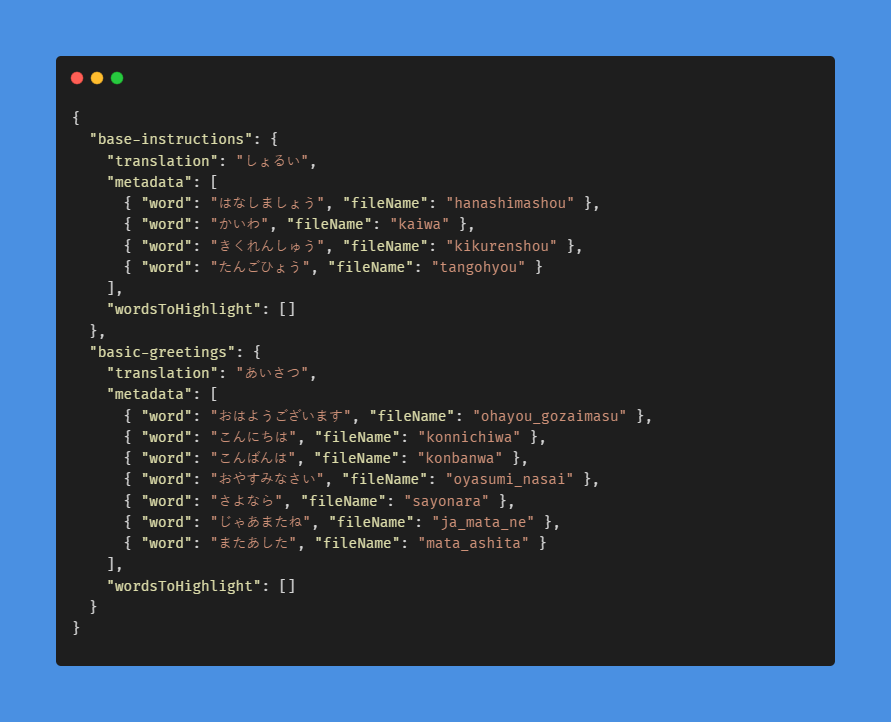 {
  "base-instructions": {
    "translation": "しょるい",
    "metadata": [
      { "word": "はなしましょう", "fileName": "hanashimashou" },
      { "word": "かいわ", "fileName": "kaiwa" },
      { "word": "きくれんしゅう", "fileName": "kikurenshou" },
      { "word": "たんごひょう", "fileName": "tangohyou" }
    ],
    "wordsToHighlight": []
  },
  "basic-greetings": {
    "translation": "あいさつ",
    "metadata": [
      { "word": "おはようございます", "fileName": "ohayou_gozaimasu" },
      { "word": "こんにちは", "fileName": "konnichiwa" },
      { "word": "こんばんは", "fileName": "konbanwa" },
      { "word": "おやすみなさい", "fileName": "oyasumi_nasai" },
      { "word": "さよなら", "fileName": "sayonara" },
      { "word": "じゃあまたね", "fileName": "ja_mata_ne" },
      { "word": "またあした", "fileName": "mata_ashita" }
    ],
    "wordsToHighlight": []
  }
}